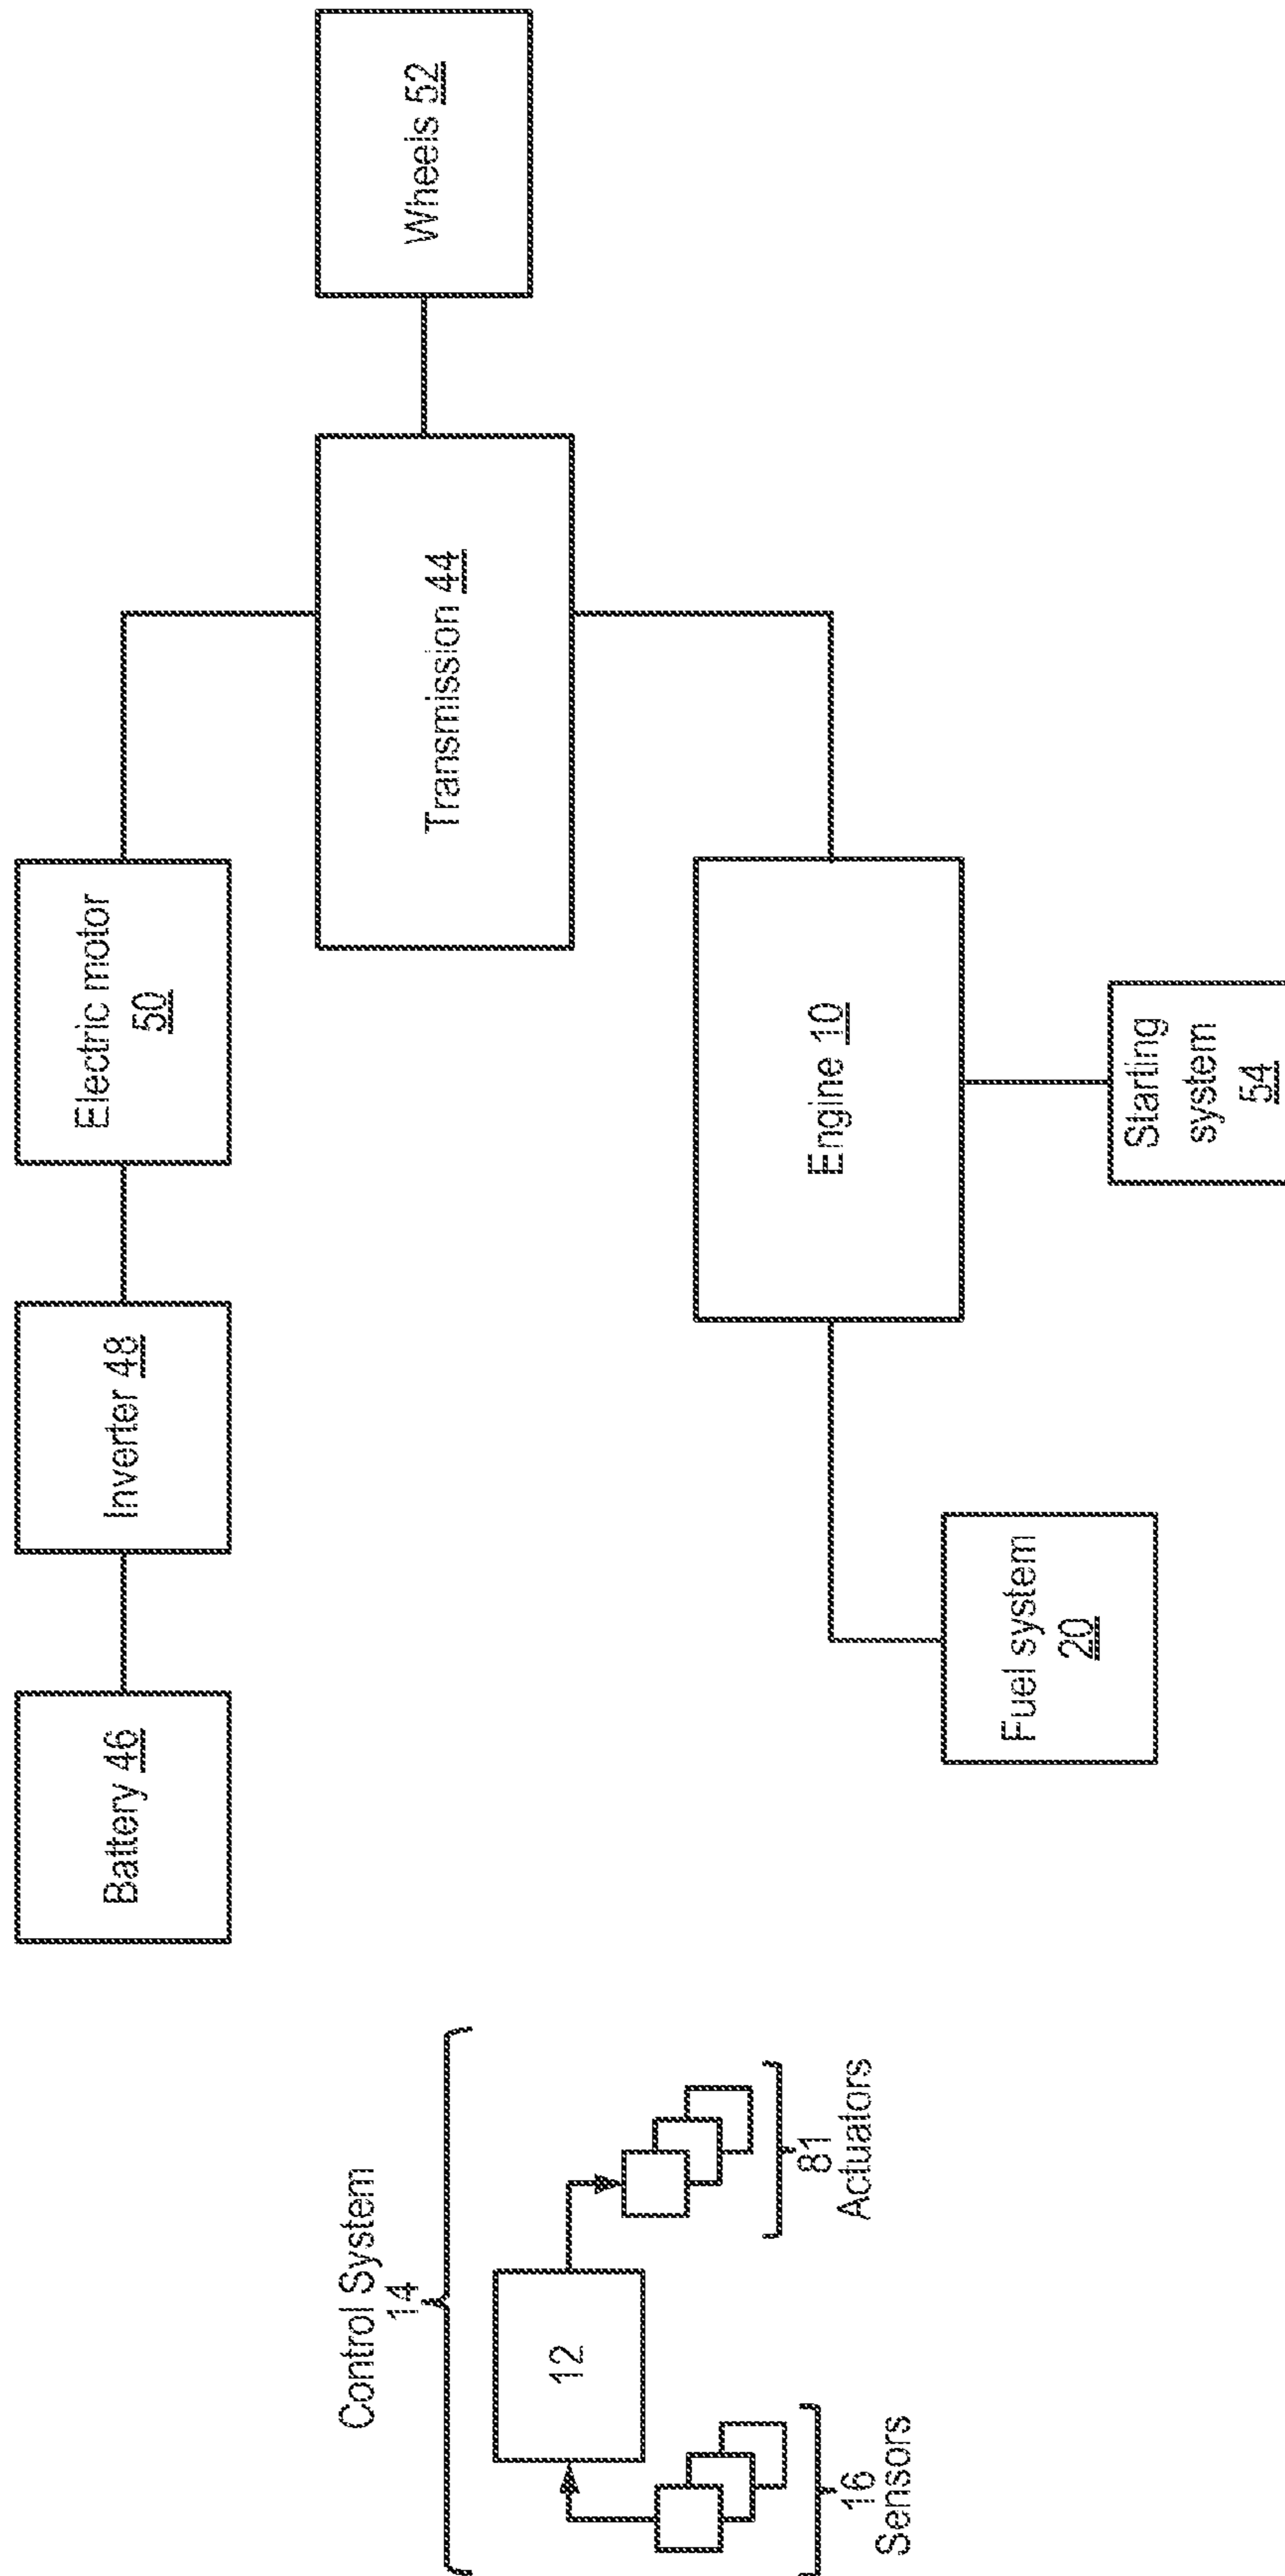 Battery 46
Inverter 48
Electric motor
50
Transmission 44
Wheels 52
Engine 10
Fuel system
20
Starting
system
54
Control System
14
12
16
Sensors
81
Actuators